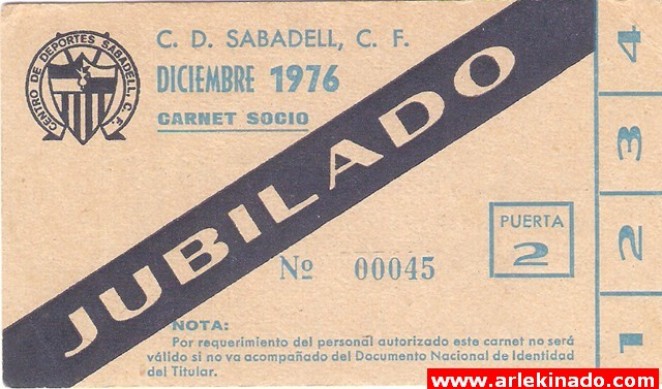 CENTRO DE DEPORTES SABADELL, C. F.
C. D. SABADELL, C. F.
DICIEMBRE 1976
CARNET SOCIO
JUBILADO
PUERTA
2
Nº 00045
NOTA:
Por requerimiento del personal autorizado este carnet no será
válido si no va acompañado del Documento Nacional de Identidad
del Titular.
4
3
2
1
www.arlekinado.com